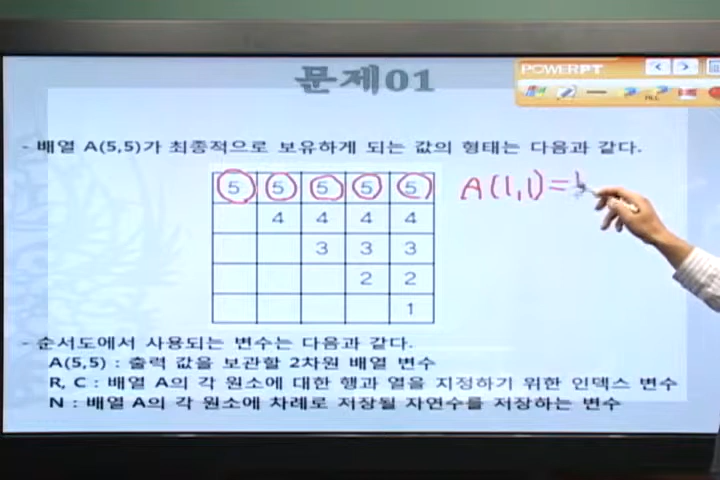 문제01
POWERPT
ALL
- 배열 A(5,5)가 최종적으로 보유하게 되는 값의 형태는 다음과 같다.
5 5 5 5 5
4 4 4 4
3 3 3
2 2
1
A(1,1)=
- 순서도에서 사용되는 변수는 다음과 같다.
A(5,5) : 출력 값을 보관할 2차원 배열 변수
R, C : 배열 A의 각 원소에 대한 행과 열을 지정하기 위한 인덱스 변수
N : 배열 A의 각 원소에 차례로 저장될 자연수를 저장하는 변수